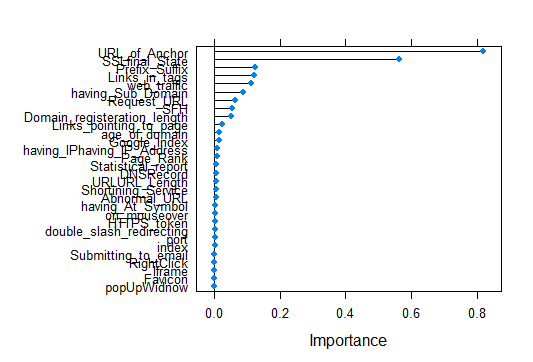 URL_of_Anchor
SSLfinal_State
Prefix_Suffix
Links_in_tags
web_traffic
having_Sub_Domain
Request_URL
SFH
Domain_registeration_length
Links_pointing_to_page
age_of_domain
Google_Index
having_IPhaving_IP_Address
Page_Rank
Statistical_report
DNSRecord
URLURL_Length
Shortining_Service
Abnormal_URL
having_At_Symbol
on_mouseover
HTTPS_token
double_slash_redirecting
port
index
Submitting_to_email
RightClick
Iframe
Favicon
popUpWidnow
0.0 0.2 0.4 0.6 0.8
Importance